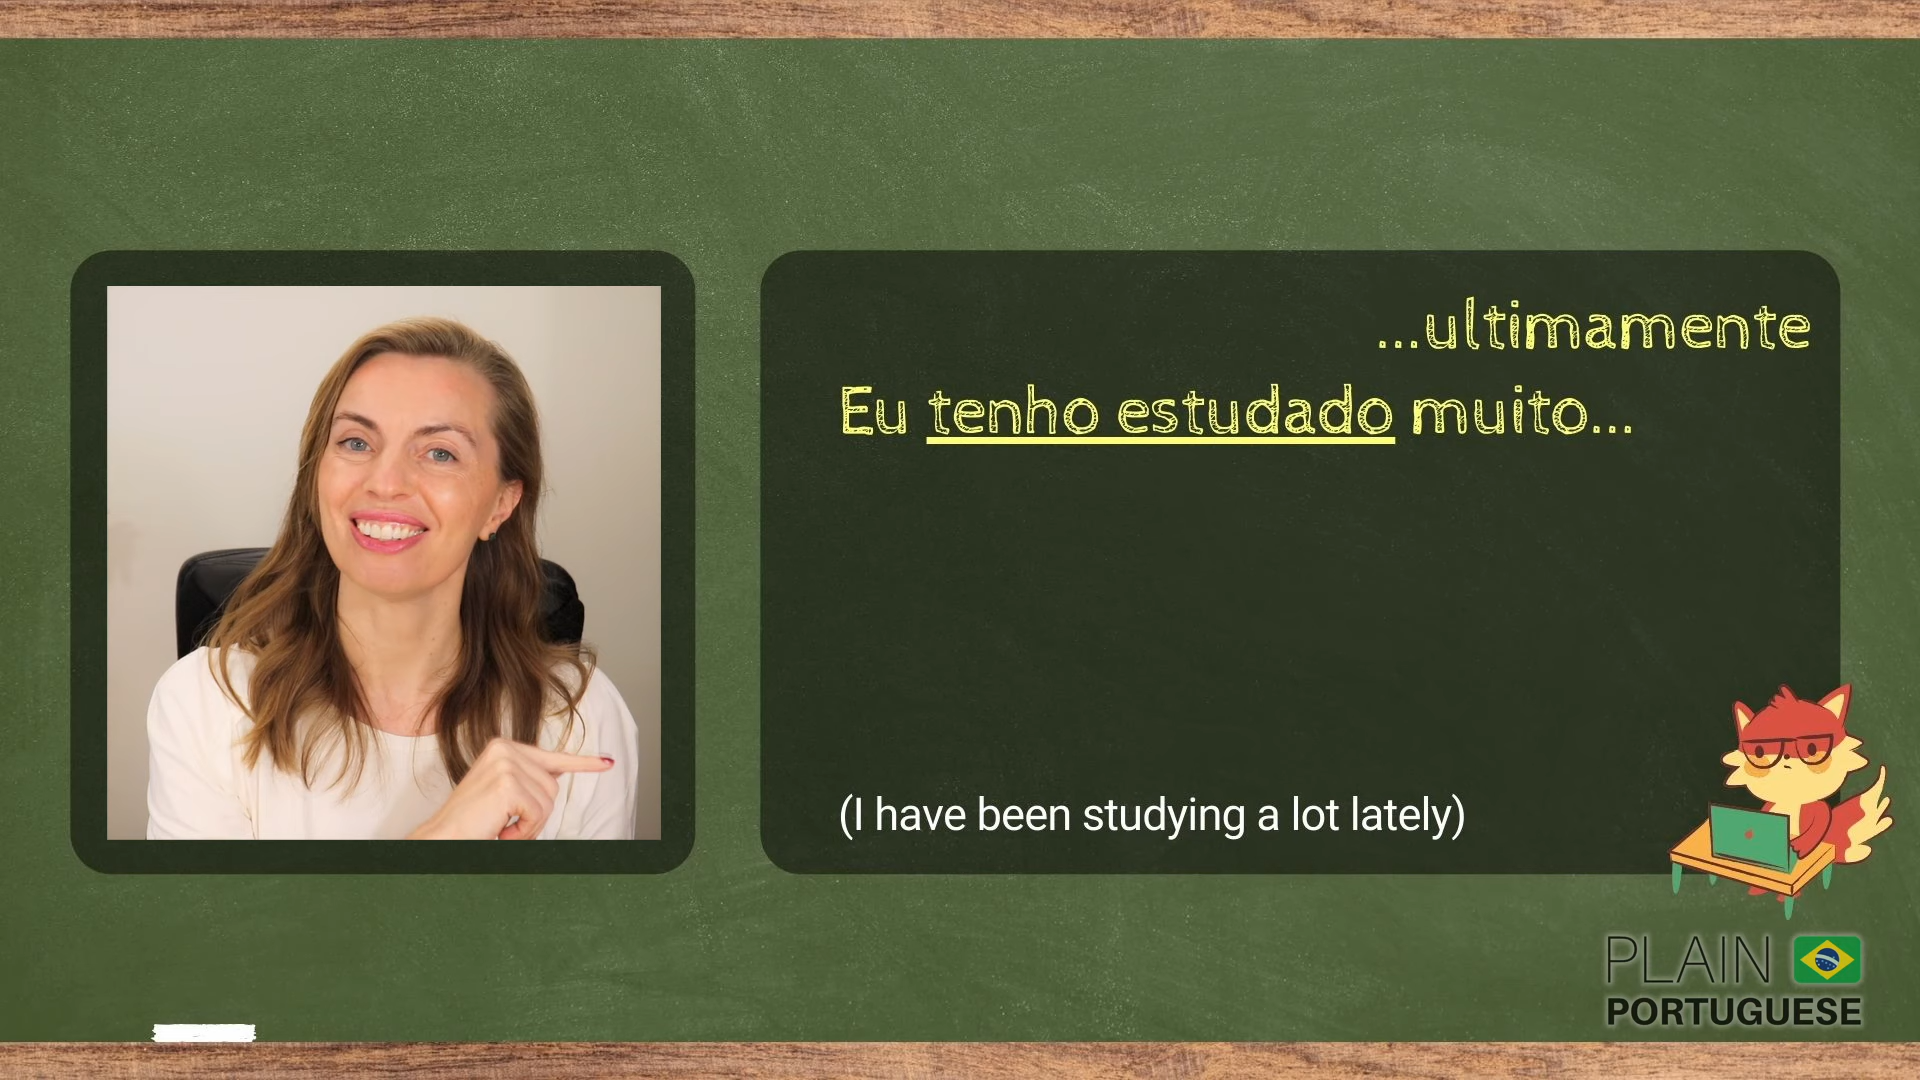 ...ultimamente
Eu tenho estudado muito...
(I have been studying a lot lately)
PLAIN
PORTUGUESE